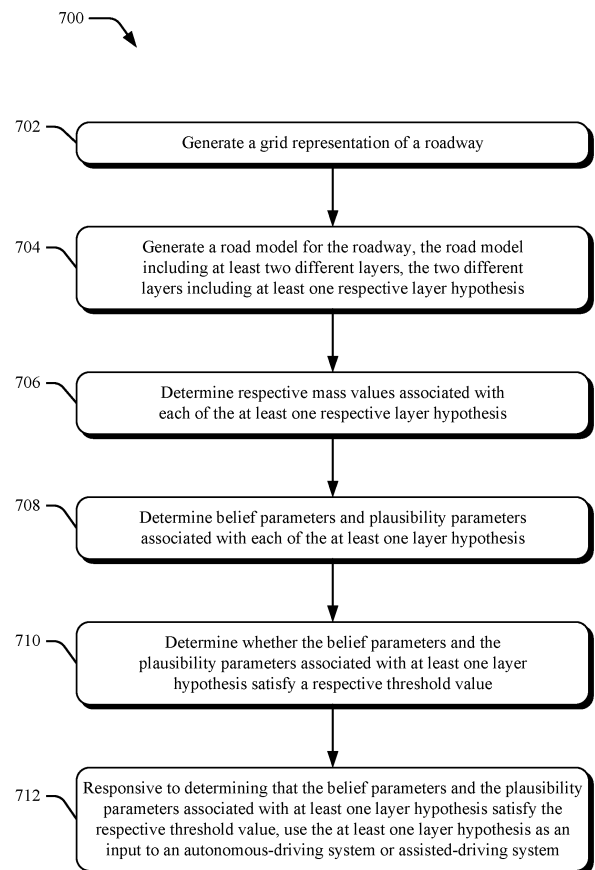 700
702
Generate a grid representation of a roadway
704
Generate a road model for the roadway, the road model
including at least two different layers, the two different
layers including at least one respective layer hypothesis
706
Determine respective mass values associated with
each of the at least one respective layer hypothesis
708
Determine belief parameters and plausibility parameters
associated with each of the at least one layer hypothesis
710
Determine whether the belief parameters and the
plausibility parameters associated with at least one layer
hypothesis satisfy a respective threshold value
712
Responsive to determining that the belief parameters and the plausibility
parameters associated with at least one layer hypothesis satisfy the
respective threshold value, use the at least one layer hypothesis as an
input to an autonomous-driving system or assisted-driving system